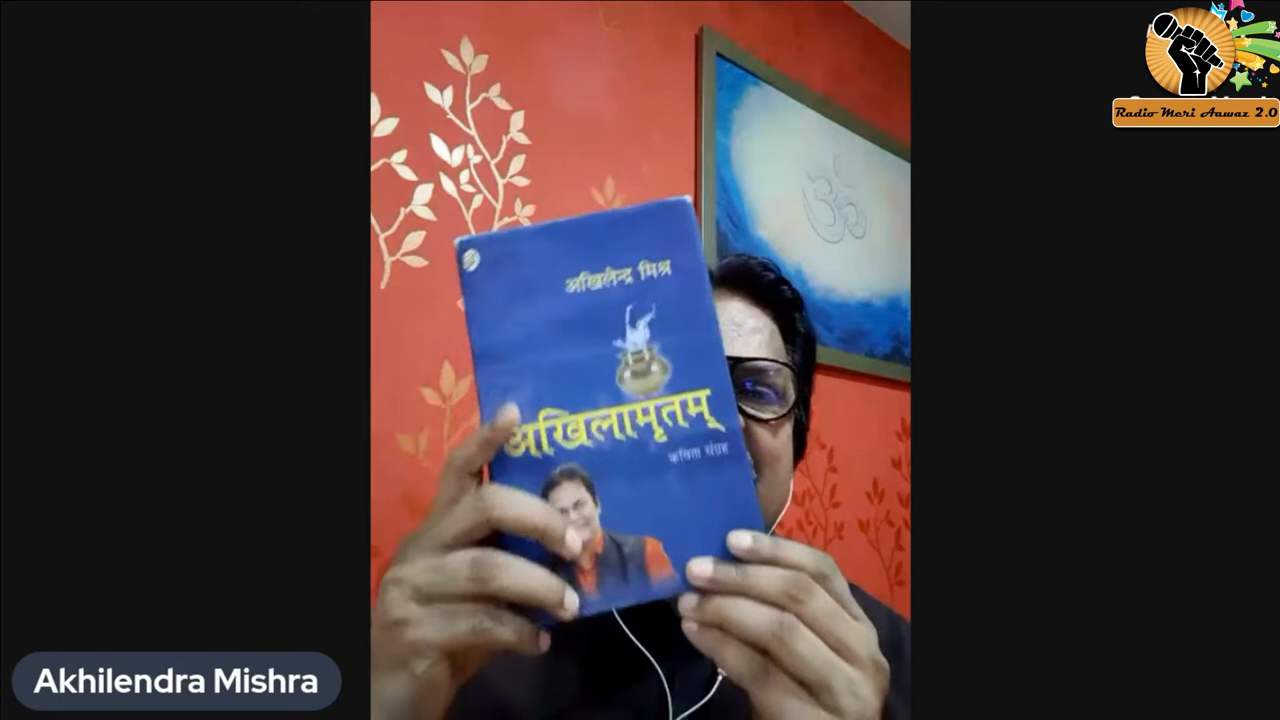 Radio Meri Aawaz 2.0
अखिलेन्द्र मिश्र
अखिलामृतम्
कविता संग्रह
ॐ
Akhilendra Mishra